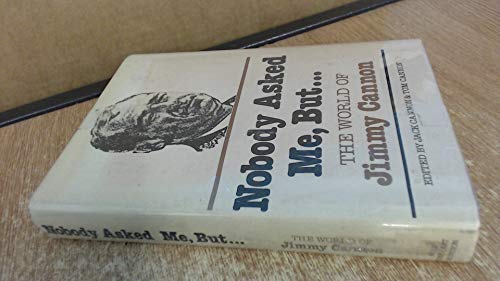 Nobody Asked
Me, But...
THE WORLD OF
Jimmy Cannon
EDITED BY JACK CANNON & TOM CANNON
Nobody Asked Me, But...
THE WORLD OF
Jimmy Cannon